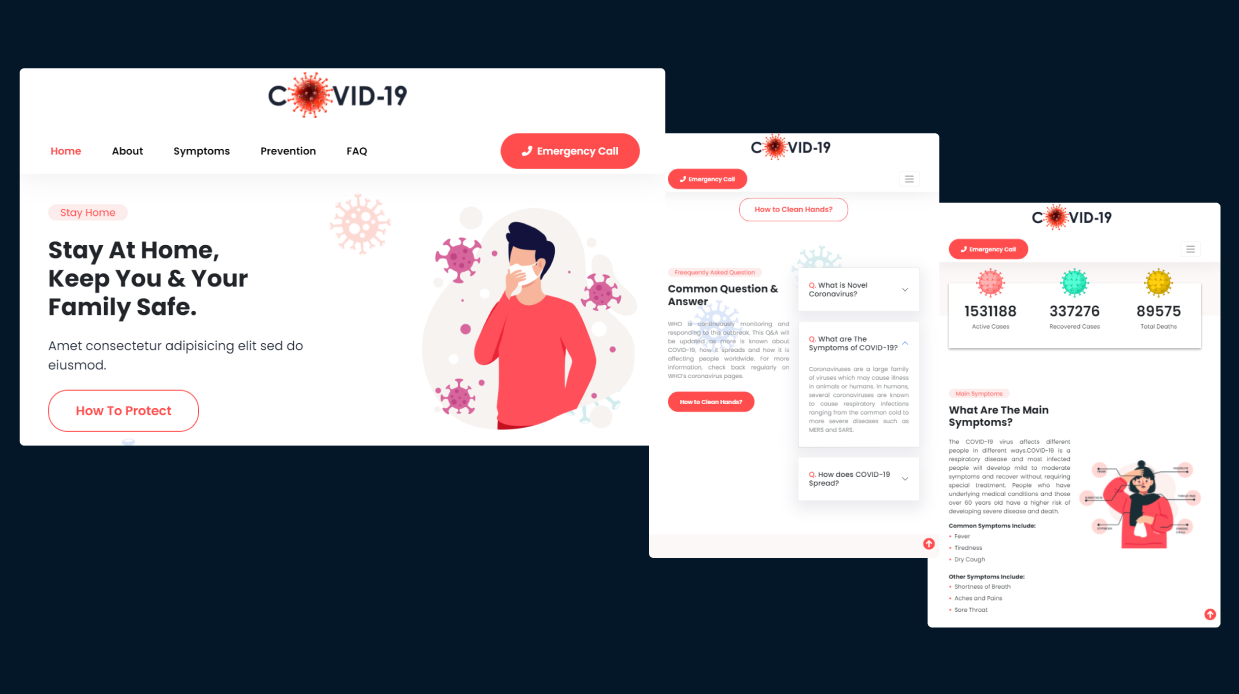 COVID-19
Home About Symptoms Prevention FAQ Emergency Call
Stay Home
Stay At Home,
Keep You & Your
Family Safe.
Amet consectetur adipisicing elit sed do
eiusmod.
How To Protect
COVID-19
Emergency Call
How to Clean Hands?
Freequently Asked Question
Common Question &
Answer
WHO is continuously monitoring and
responding to this outbreak. This Q&A will
be updated as more is known about
COVID-19, how it spreads and how it is
affecting people worldwide. For more
information, check back regularly on
WHO's coronavirus pages.
How to Clean Hands?
Q. What is Novel
Coronavirus?
Q. What are The
Symptoms of COVID-19?
Coronaviruses are a large family
of viruses which may cause illness
in animals or humans. In humans,
several coronaviruses are known
to cause respiratory infections
ranging from the common cold to
more severe diseases such as
MERS and SARS.
Q. How does COVID-19
Spread?
COVID-19
Emergency Call
1531188 337276 89575
Active Cases Recovered Cases Total Deaths
Main Symptoms
What Are The Main
Symptoms?
The COVID-19 virus affects different
people in different ways.COVID-19 is a
respiratory disease and most infected
people will develop mild to moderate
symptoms and recover without requiring
special treatment. People who have
underlying medical conditions and those
over 60 years old have a higher risk of
developing severe disease and death.
Common Symptoms Include:
Fever
Tiredness
Dry Cough
Other Symptoms Include:
Shortness of Breath
Aches and Pains
Sore Throat